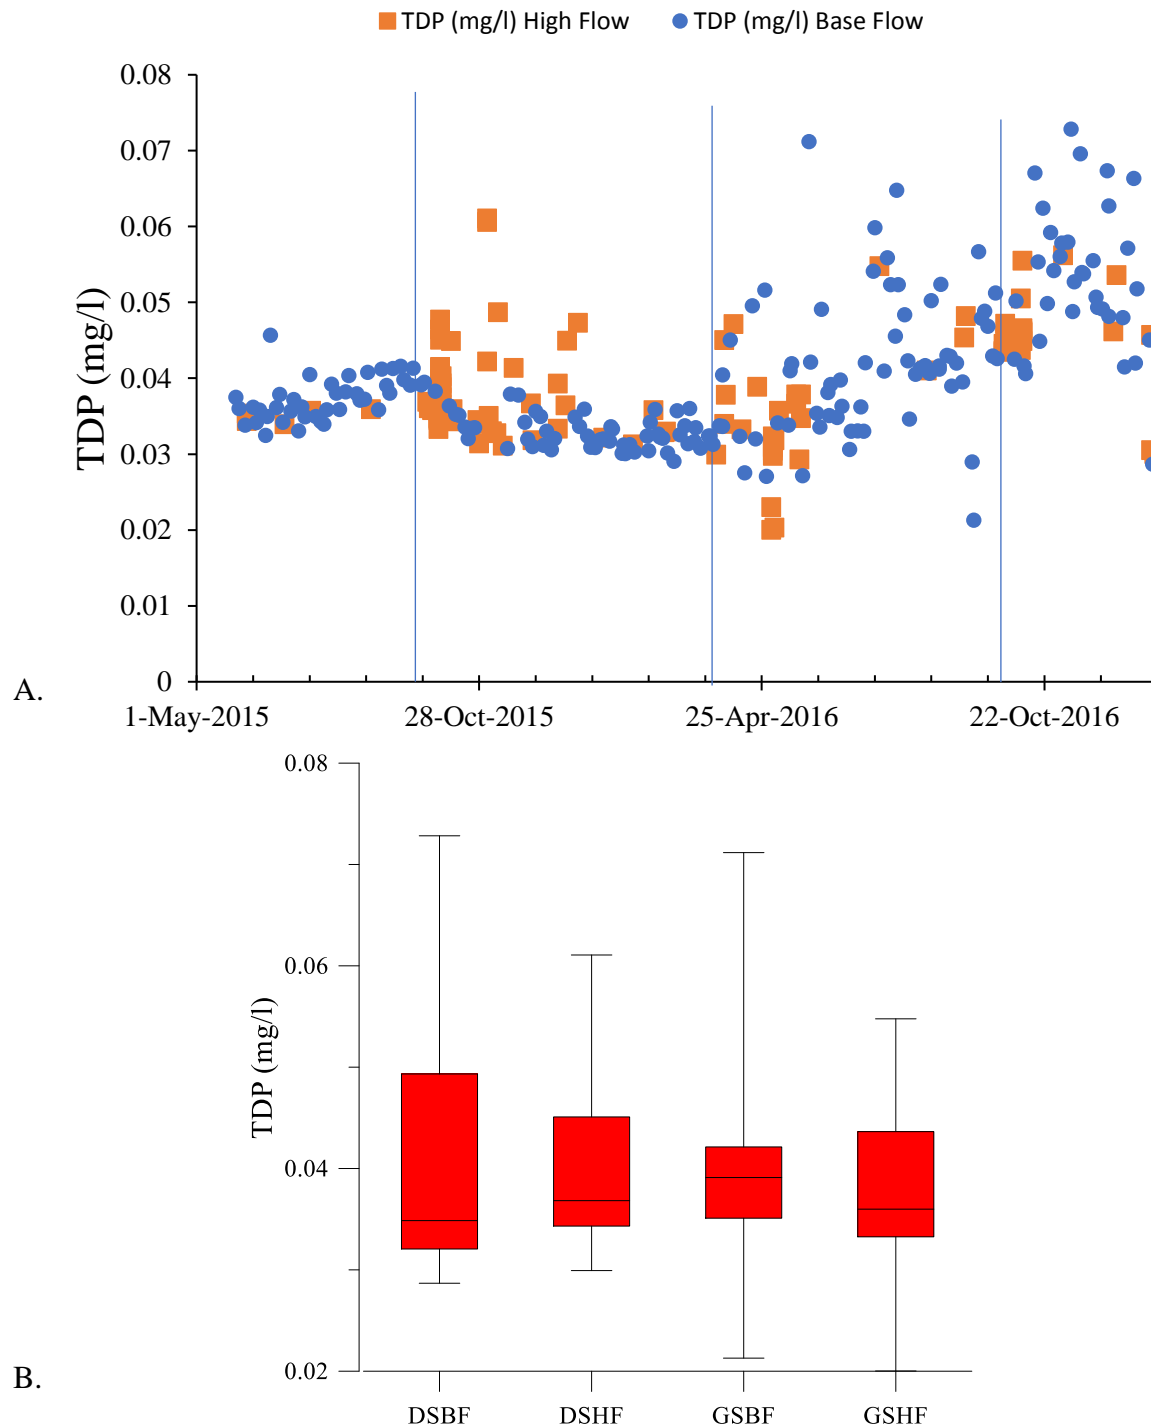 TDP (mg/l) High Flow TDP (mg/l) Base Flow
0.08
0.07
0.06
0.05
0.04
0.03
0.02
0.01
0
TDP (mg/l)
A.
1-May-2015 28-Oct-2015 25-Apr-2016 22-Oct-2016
0.08
0.06
0.04
0.02
TDP (mg/l)
B.
DSBF DSHF GSBF GSHF